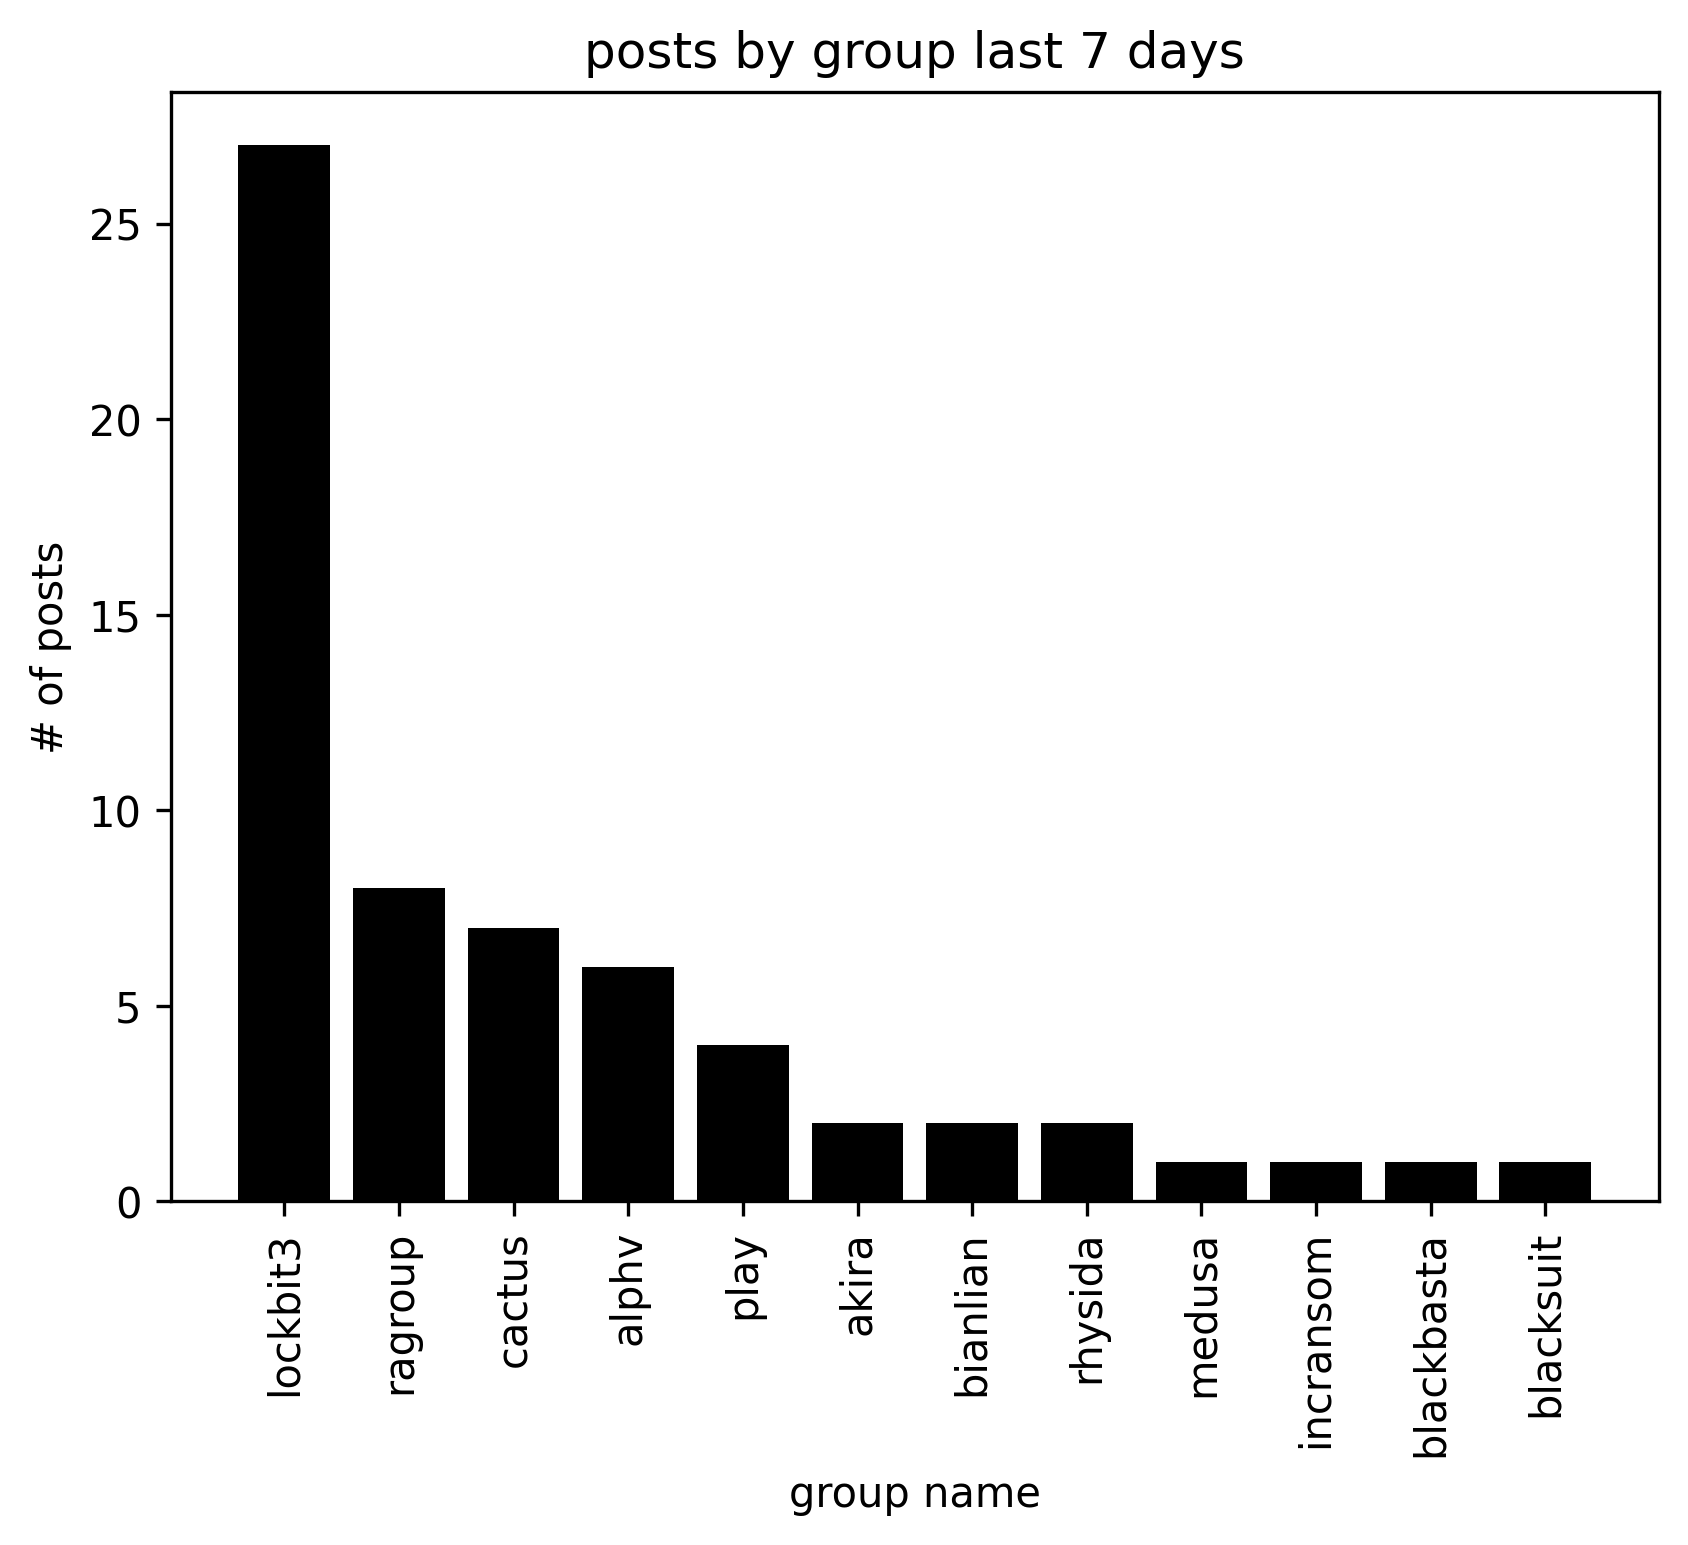 posts by group last 7 days
# of posts
25
20
15
10
5
0
lockbit3
ragroup
cactus
alphv
play
akira
bianlian
rhysida
medusa
incransom
blackbasta
blacksuit
group name